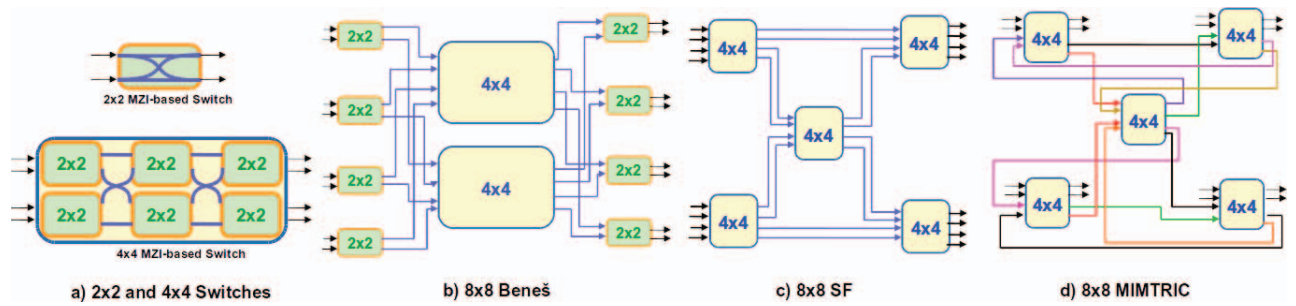 2x2 MZI-based Switch
2x2 2x2 2x2
2x2 2x2 2x2
4x4 MZI-based Switch
a) 2x2 and 4x4 Switches
2x2
2x2
2x2
2x2
4x4
4x4
2x2
2x2
2x2
2x2
b) 8x8 Beneš
4x4
4x4
4x4
4x4
4x4
c) 8x8 SF
4x4
4x4
4x4
4x4
4x4
d) 8x8 MIMTRIC